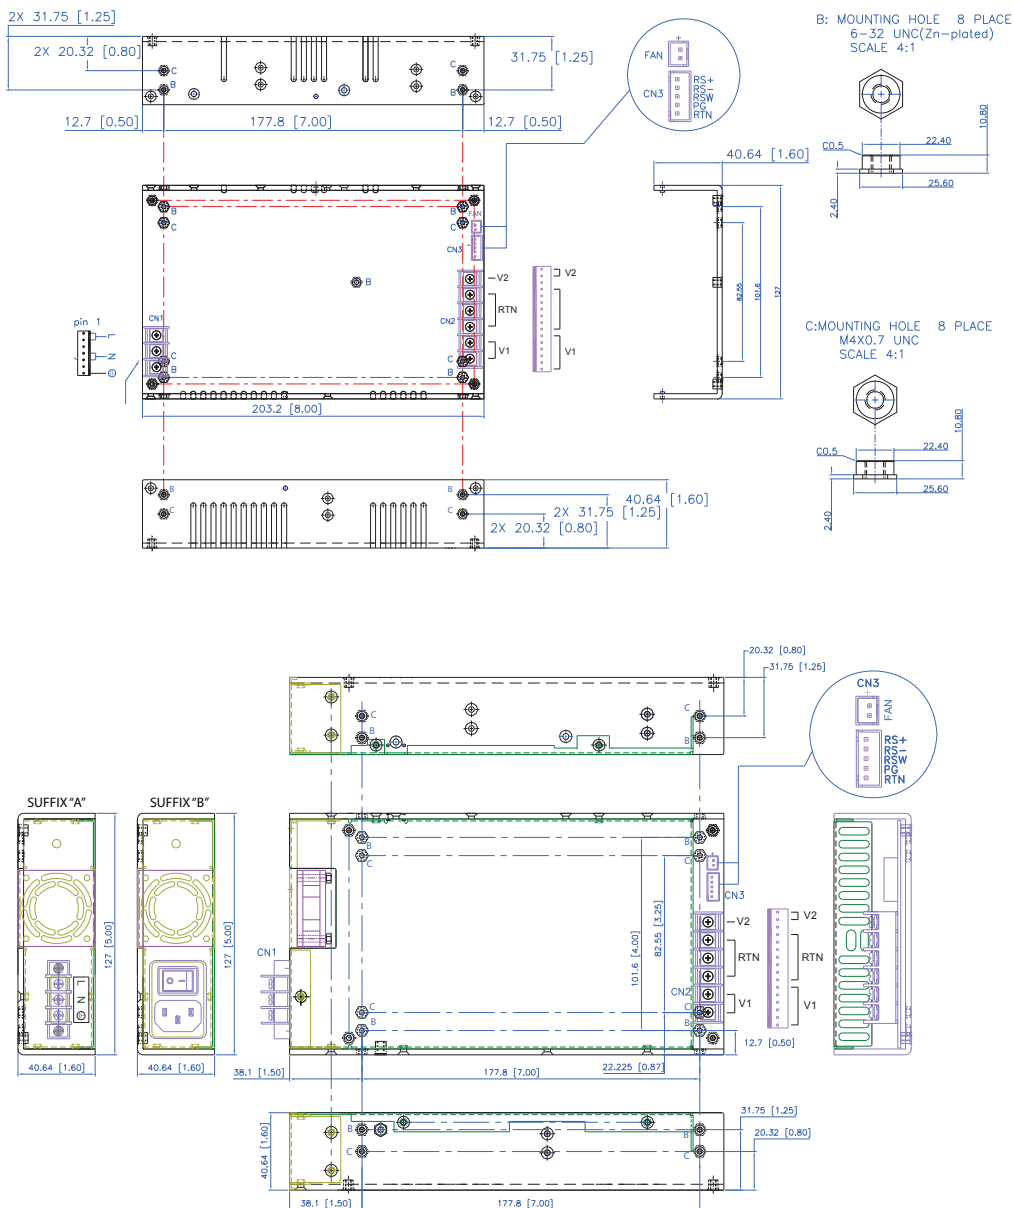 2X 31.75 [1.25]
2X 20.32 [0.80]
C
B
C
B
31.75 [1.25]
12.7 [0.50]
177.8 [7.00]
12.7 [0.50]
FAN
CN3
RS+
RS-
RSW
PG
RTN
B: MOUNTING HOLE 8 PLACE
6-32 UNC(Zn-plated)
SCALE 4:1
C0.5
22.40
10.80
2.40
25.60
40.64 [1.60]
82.55
101.6
127
B
C
B
C
FAN
CN3
B
V2
RTN
CN2
V1
V2
V1
pin 1
L
N
CN1
C
B
C
B
203.2 [8.00]
C:MOUNTING HOLE 8 PLACE
M4X0.7 UNC
SCALE 4:1
C0.5
22.40
10.80
2.40
25.60
B
C
B
C
40.64 [1.60]
2X 31.75 [1.25]
2X 20.32 [0.80]
20.32 [0.80]
31.75 [1.25]
C
B
C
B
CN3
FAN
RS+
RS-
RSW
PG
RTN
SUFFIX "A"
SUFFIX "B"
127 [5.00]
127 [5.00]
L
N
40.64 [1.60]
40.64 [1.60]
B
C
B
C
CN3
CN1
101.6 [4.00]
82.55 [3.25]
V2
RTN
CN2
V1
V2
RTN
V1
C
B
C
B
12.7 [0.50]
22.225 [0.87]
38.1 [1.50]
177.8 [7.00]
31.75 [1.25]
20.32 [0.80]
B
C
B
C
40.64 [1.60]
38.1 [1.50]
177.8 [7.00]